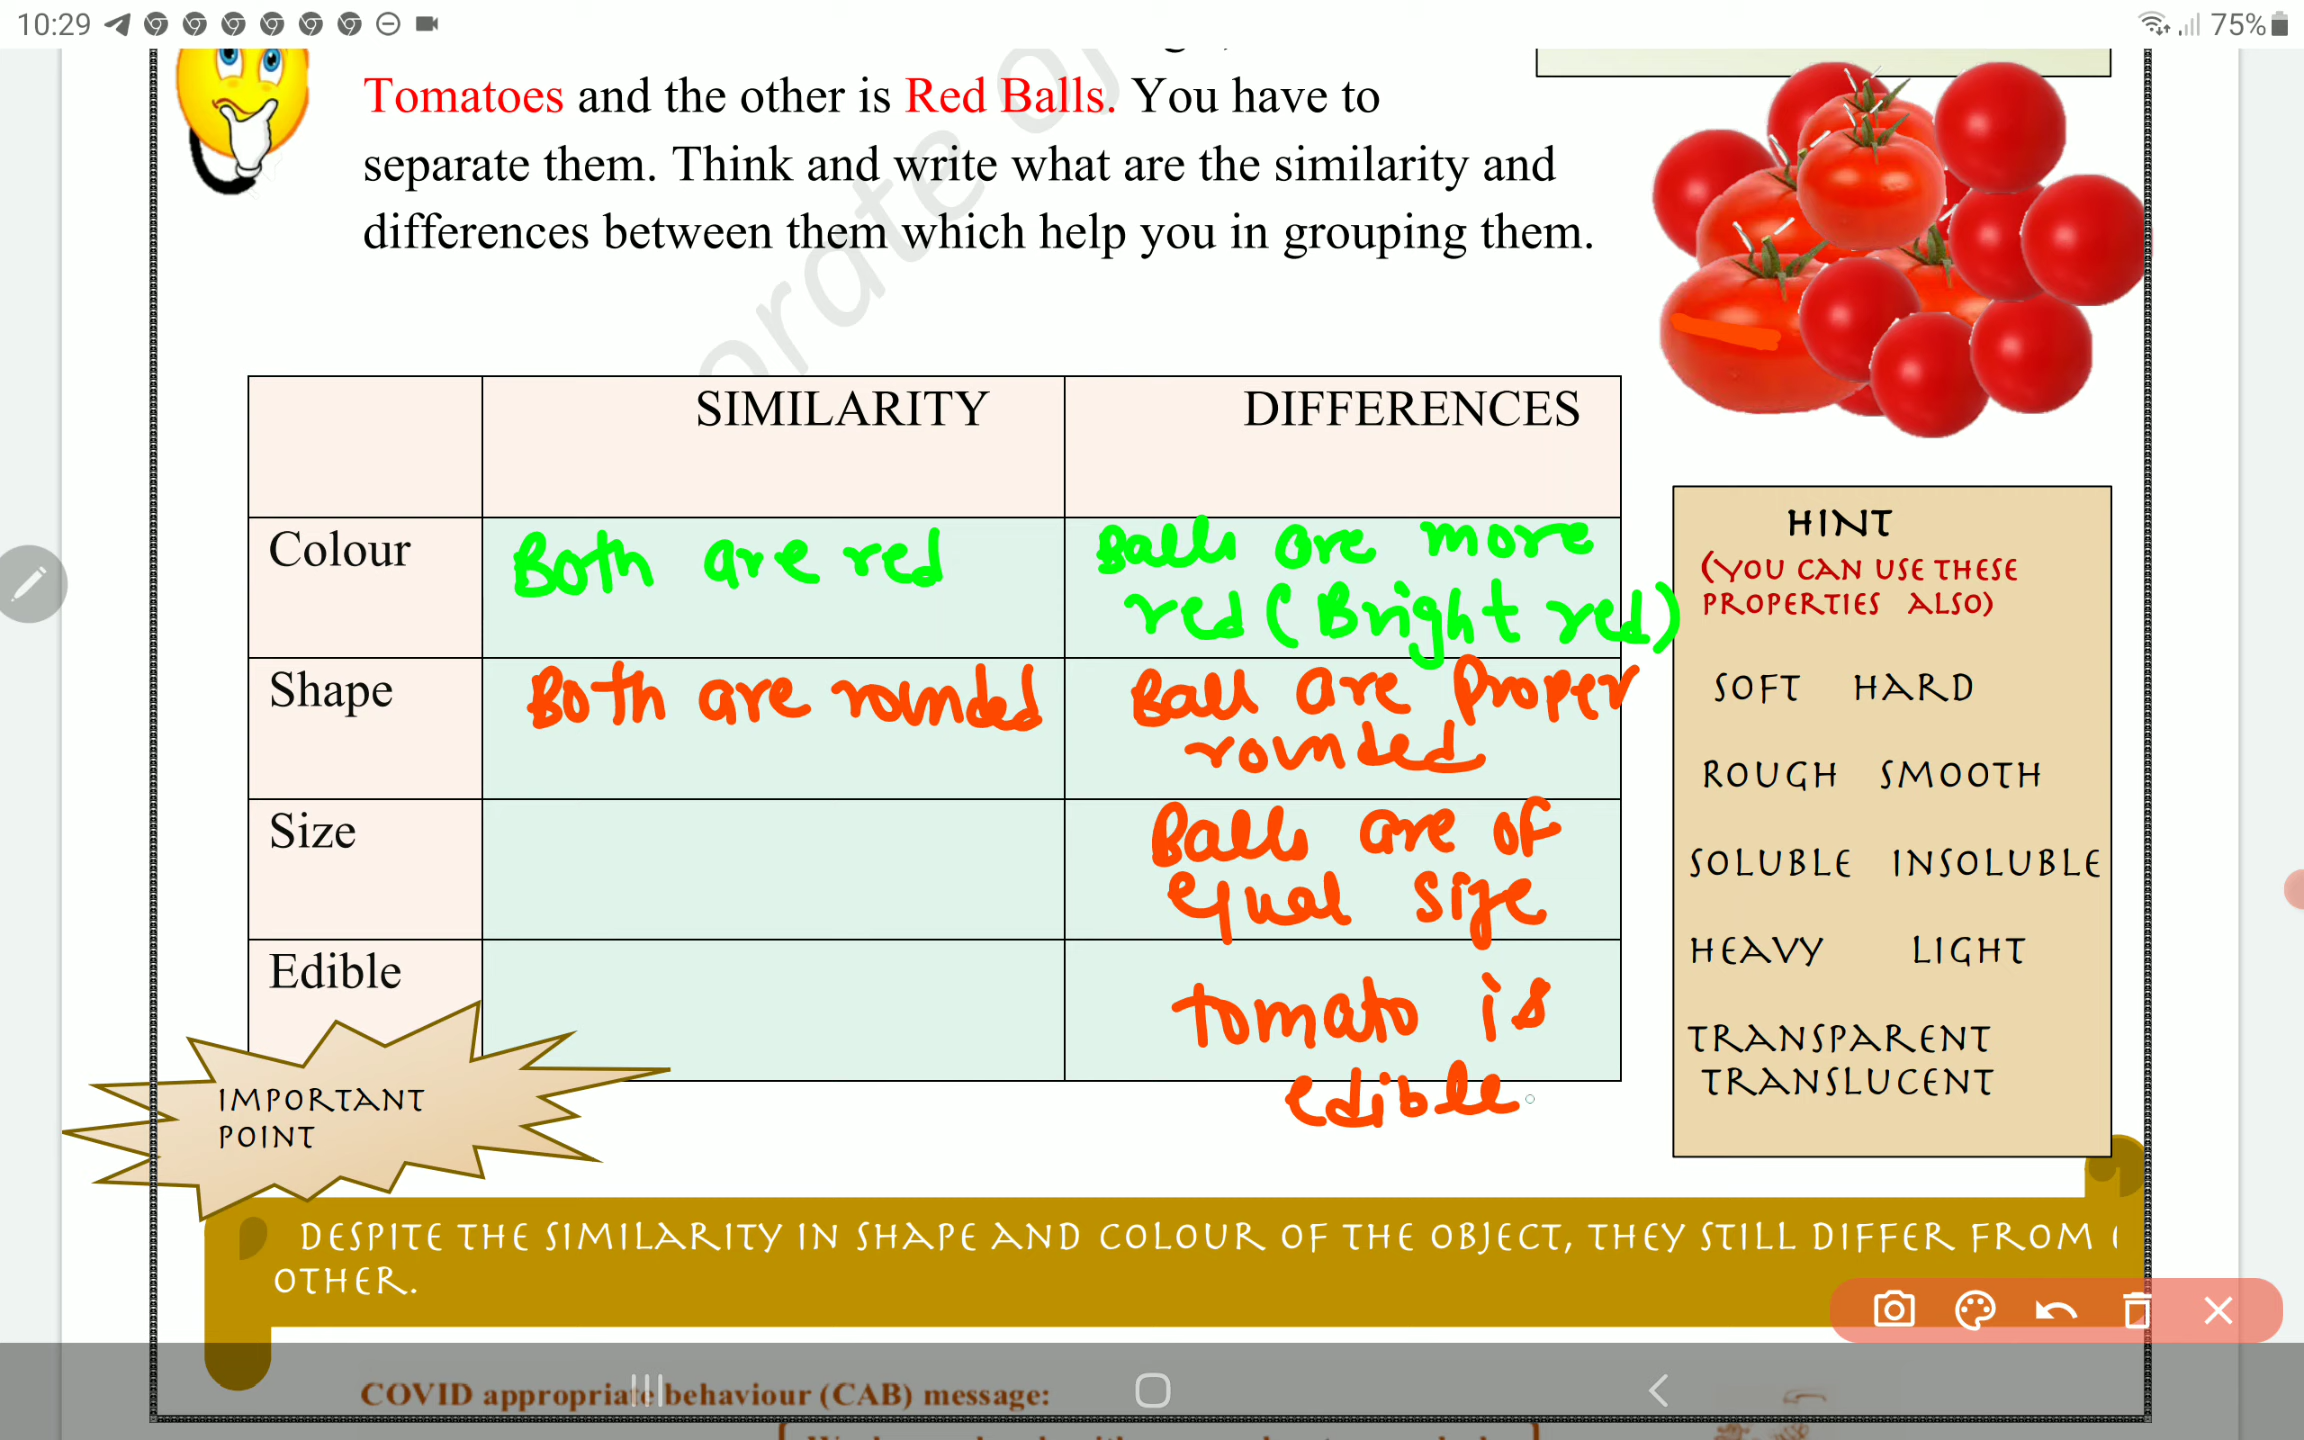 10:29 75%
Tomatoes and the other is Red Balls. You have to
separate them. Think and write what are the similarity and
differences between them which help you in grouping them.
orate of
SIMILARITY DIFFERENCES
Colour Both are red Balls are more
red (Bright red)
Shape Both are rounded Ball are proper
rounded
Size Balls are of
equal size
Edible tomato is
edible
HINT
(YOU CAN USE THESE
PROPERTIES ALSO)
SOFT HARD
ROUGH SMOOTH
SOLUBLE INSOLUBLE
HEAVY LIGHT
TRANSPARENT
TRANSLUCENT
IMPORTANT
POINT
DESPITE THE SIMILARITY IN SHAPE AND COLOUR OF THE OBJECT, THEY STILL DIFFER FROM
OTHER.
COVID appropriate behaviour (CAB) message: